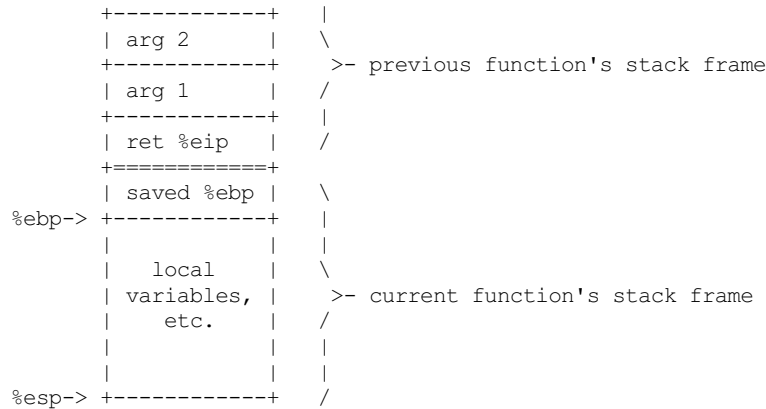 +------------+   |
| arg 2      |   \
+------------+    >- previous function's stack frame
| arg 1      |   /
+------------+   |
| ret %eip   |   /
+============+
| saved %ebp |   \
%ebp-> +------------+   |
|            |   |
|   local    |   \
| variables, |    >- current function's stack frame
|    etc.    |   /
|            |   |
|            |   |
%esp-> +------------+   /